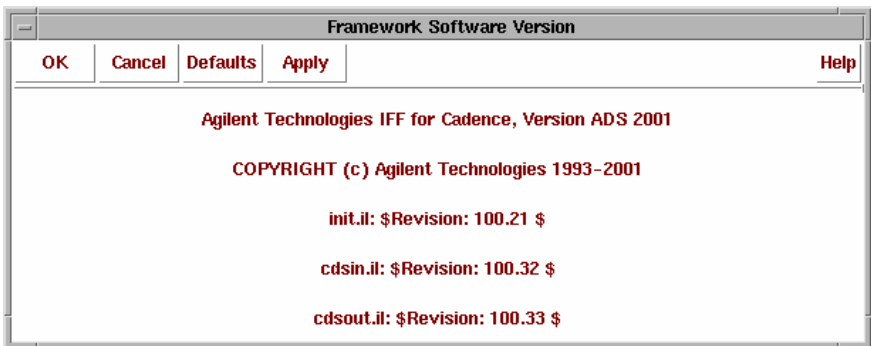 Framework Software Version
OK Cancel Defaults Apply Help
Agilent Technologies IFF for Cadence, Version ADS 2001
COPYRIGHT (c) Agilent Technologies 1993-2001
init.il: $Revision: 100.21 $
cdsin.il: $Revision: 100.32 $
cdsout.il: $Revision: 100.33 $